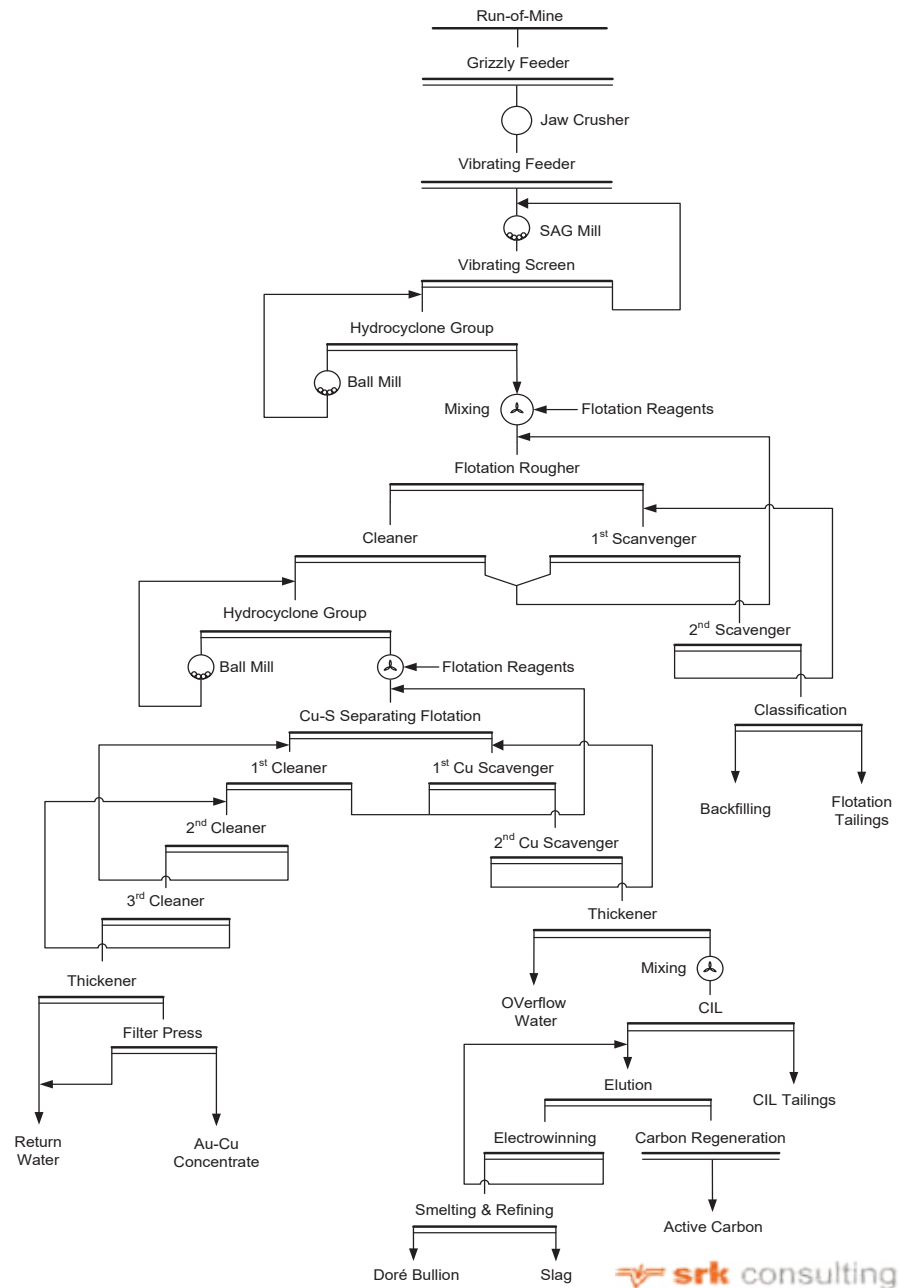 Run-of-Mine
Grizzly Feeder
Jaw Crusher
Vibrating Feeder
SAG Mill
Vibrating Screen
Hydrocyclone Group
Ball Mill
Mixing
Flotation Reagents
Flotation Rougher
Cleaner
1st Scanvenger
Hydrocyclone Group
2nd Scavenger
Ball Mill
Flotation Reagents
Classification
Cu-S Separating Flotation
1st Cleaner
1st Cu Scavenger
Backfilling
Flotation
Tailings
2nd Cleaner
2nd Cu Scavenger
3rd Cleaner
Thickener
Thickener
Mixing
OVerflow
Water
CIL
Filter Press
Elution
CIL Tailings
Return
Water
Au-Cu
Concentrate
Electrowinning
Carbon Regeneration
Smelting & Refining
Active Carbon
Doré Bullion
Slag
srk consulting